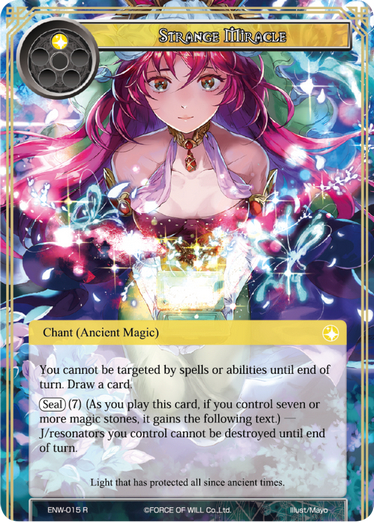 Strange Miracle
Chant (Ancient Magic)
You cannot be targeted by spells or abilities until end of
turn. Draw a card.
Seal (7) (As you play this card, if you control seven or
more magic stones, it gains the following text.) —
J/resonators you control cannot be destroyed until end
of turn.
Light that has protected all since ancient times.
ENW-015 R ©FORCE OF WILL Co.,Ltd. Illust/Mayo